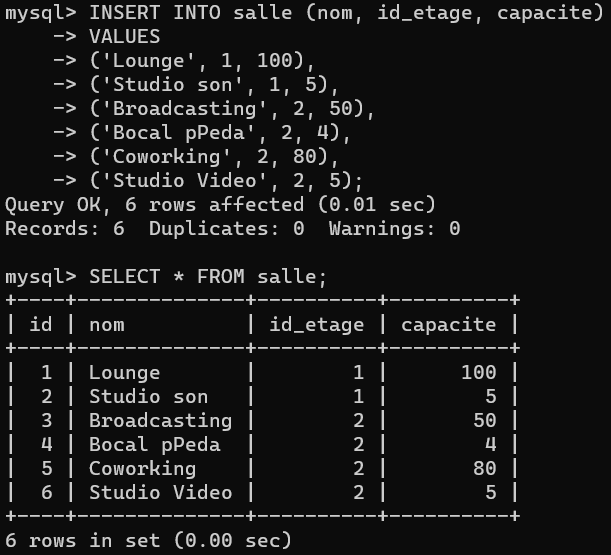 mysql> INSERT INTO salle (nom, id_etage, capacite)
    -> VALUES
    -> ('Lounge', 1, 100),
    -> ('Studio son', 1, 5),
    -> ('Broadcasting', 2, 50),
    -> ('Bocal pPeda', 2, 4),
    -> ('Coworking', 2, 80),
    -> ('Studio Video', 2, 5);
Query OK, 6 rows affected (0.01 sec)
Records: 6  Duplicates: 0  Warnings: 0

mysql> SELECT * FROM salle;
+----+--------------+----------+----------+
| id | nom          | id_etage | capacite |
+----+--------------+----------+----------+
|  1 | Lounge       |        1 |      100 |
|  2 | Studio son   |        1 |        5 |
|  3 | Broadcasting |        2 |       50 |
|  4 | Bocal pPeda  |        2 |        4 |
|  5 | Coworking    |        2 |       80 |
|  6 | Studio Video |        2 |        5 |
+----+--------------+----------+----------+
6 rows in set (0.00 sec)